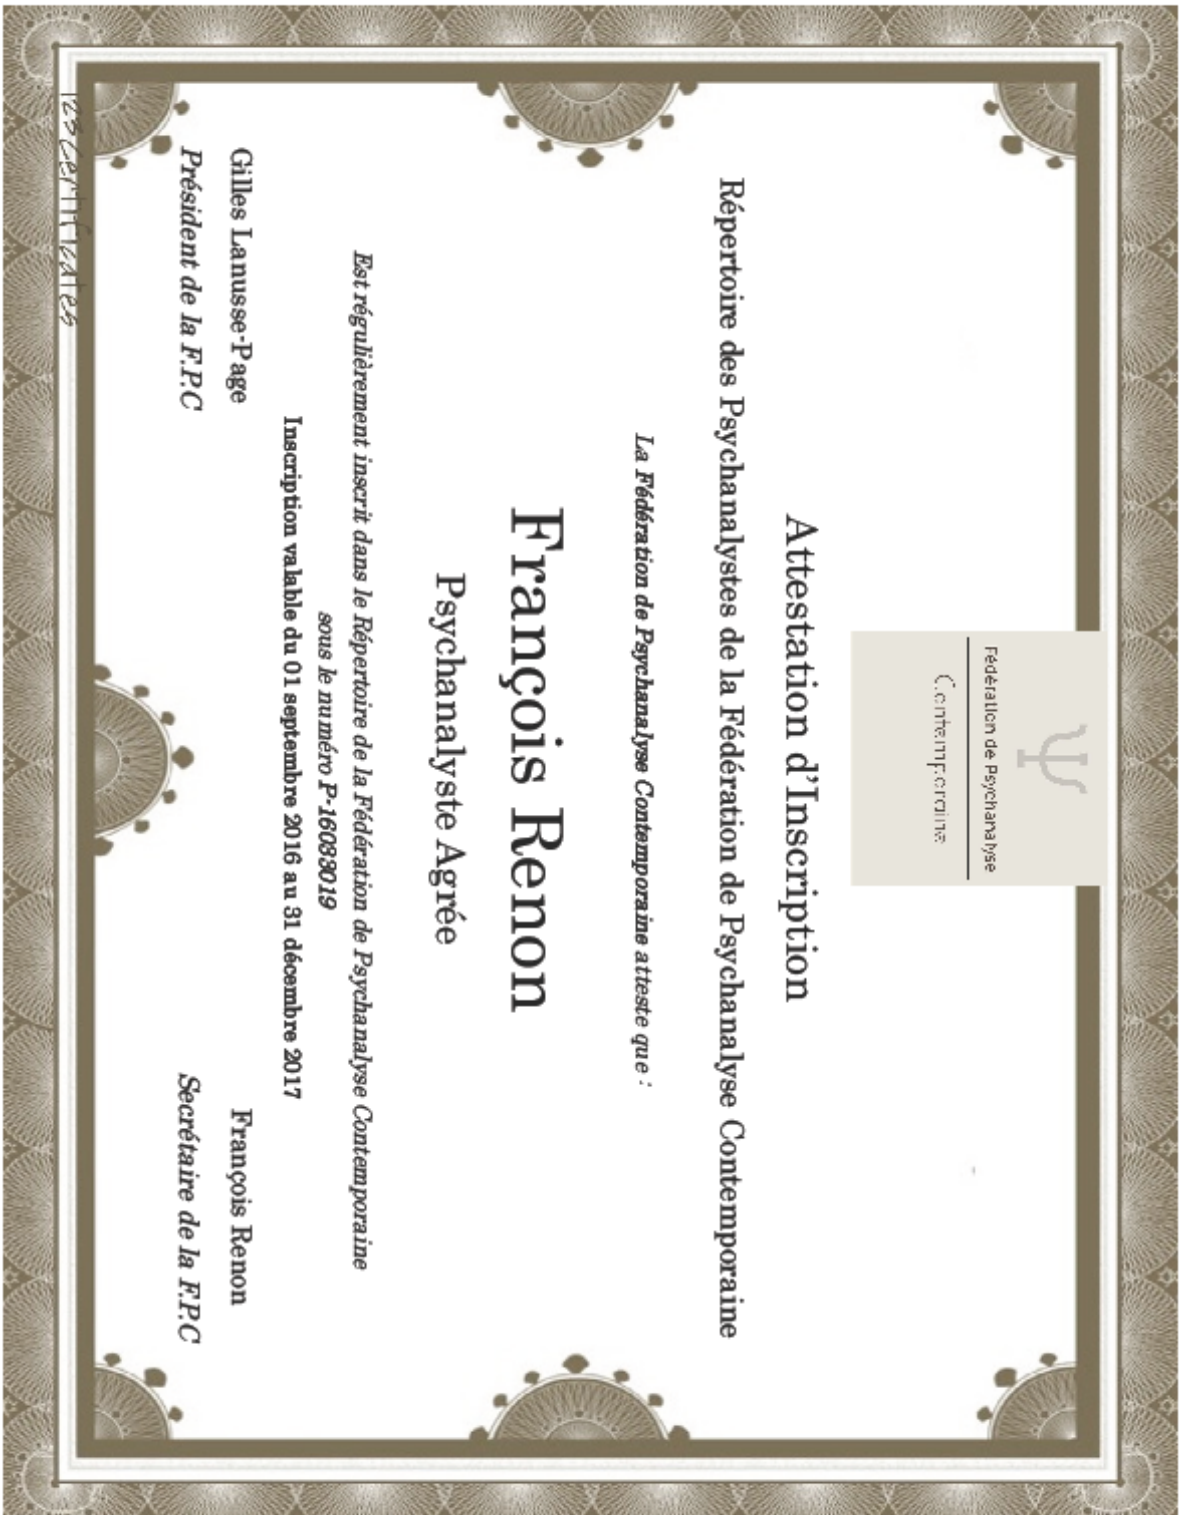 Fédération de Psychanalyse
Contemporaine
Attestation d'Inscription
Répertoire des Psychanalystes de la Fédération de Psychanalyse Contemporaine
La Fédération de Psychanalyse Contemporaine atteste que :
François Renon
Psychanalyste Agrée
Est régulièrement inscrit dans le Répertoire de la Fédération de Psychanalyse Contemporaine
sous le numéro P-16083019
Inscription valable du 01 septembre 2016 au 31 décembre 2017
Gilles Lanusse-Page
Président de la F.P.C
François Renon
Secrétaire de la F.P.C
123Certificates